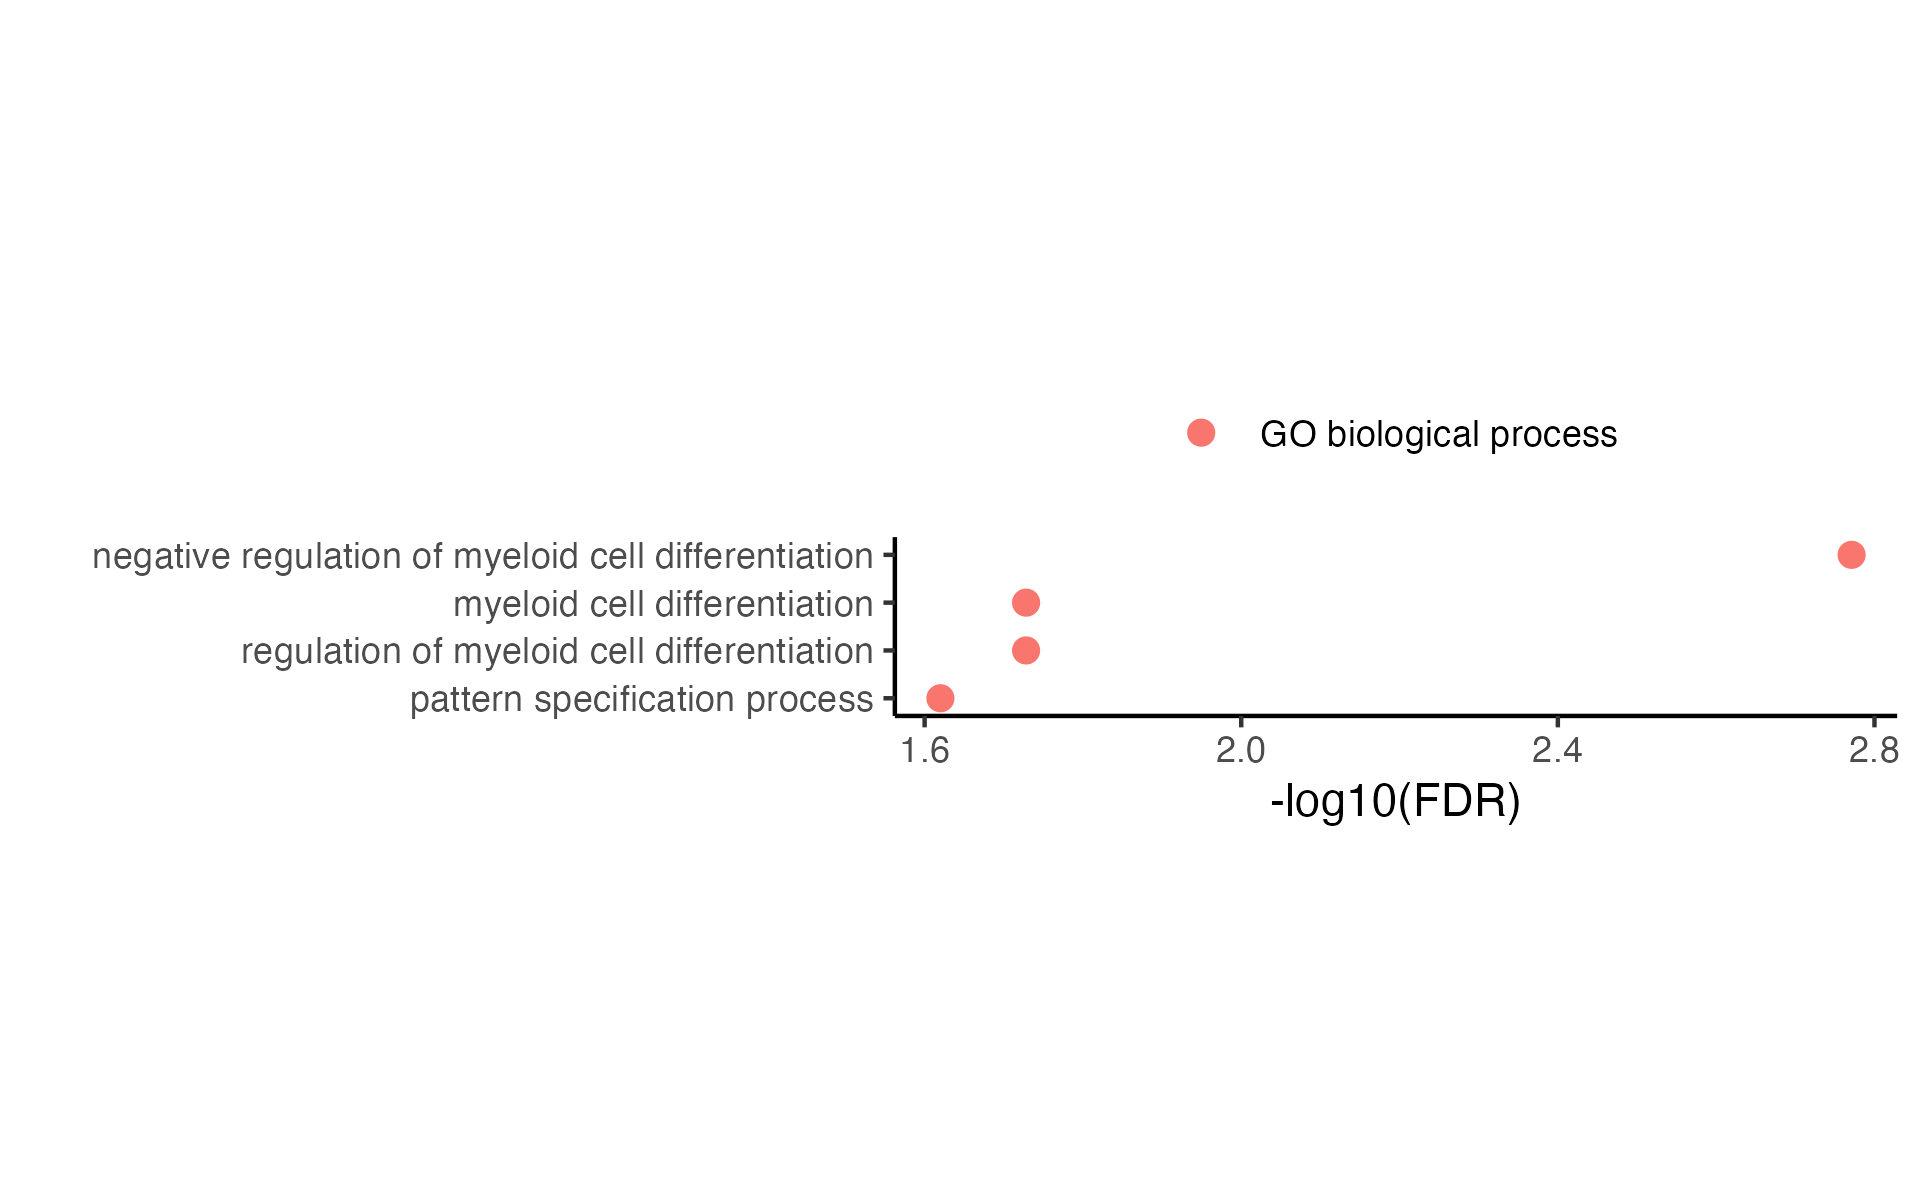 GO biological process
negative regulation of myeloid cell differentiation
myeloid cell differentiation
regulation of myeloid cell differentiation
pattern specification process
1.6 2.0 2.4 2.8
-log10(FDR)